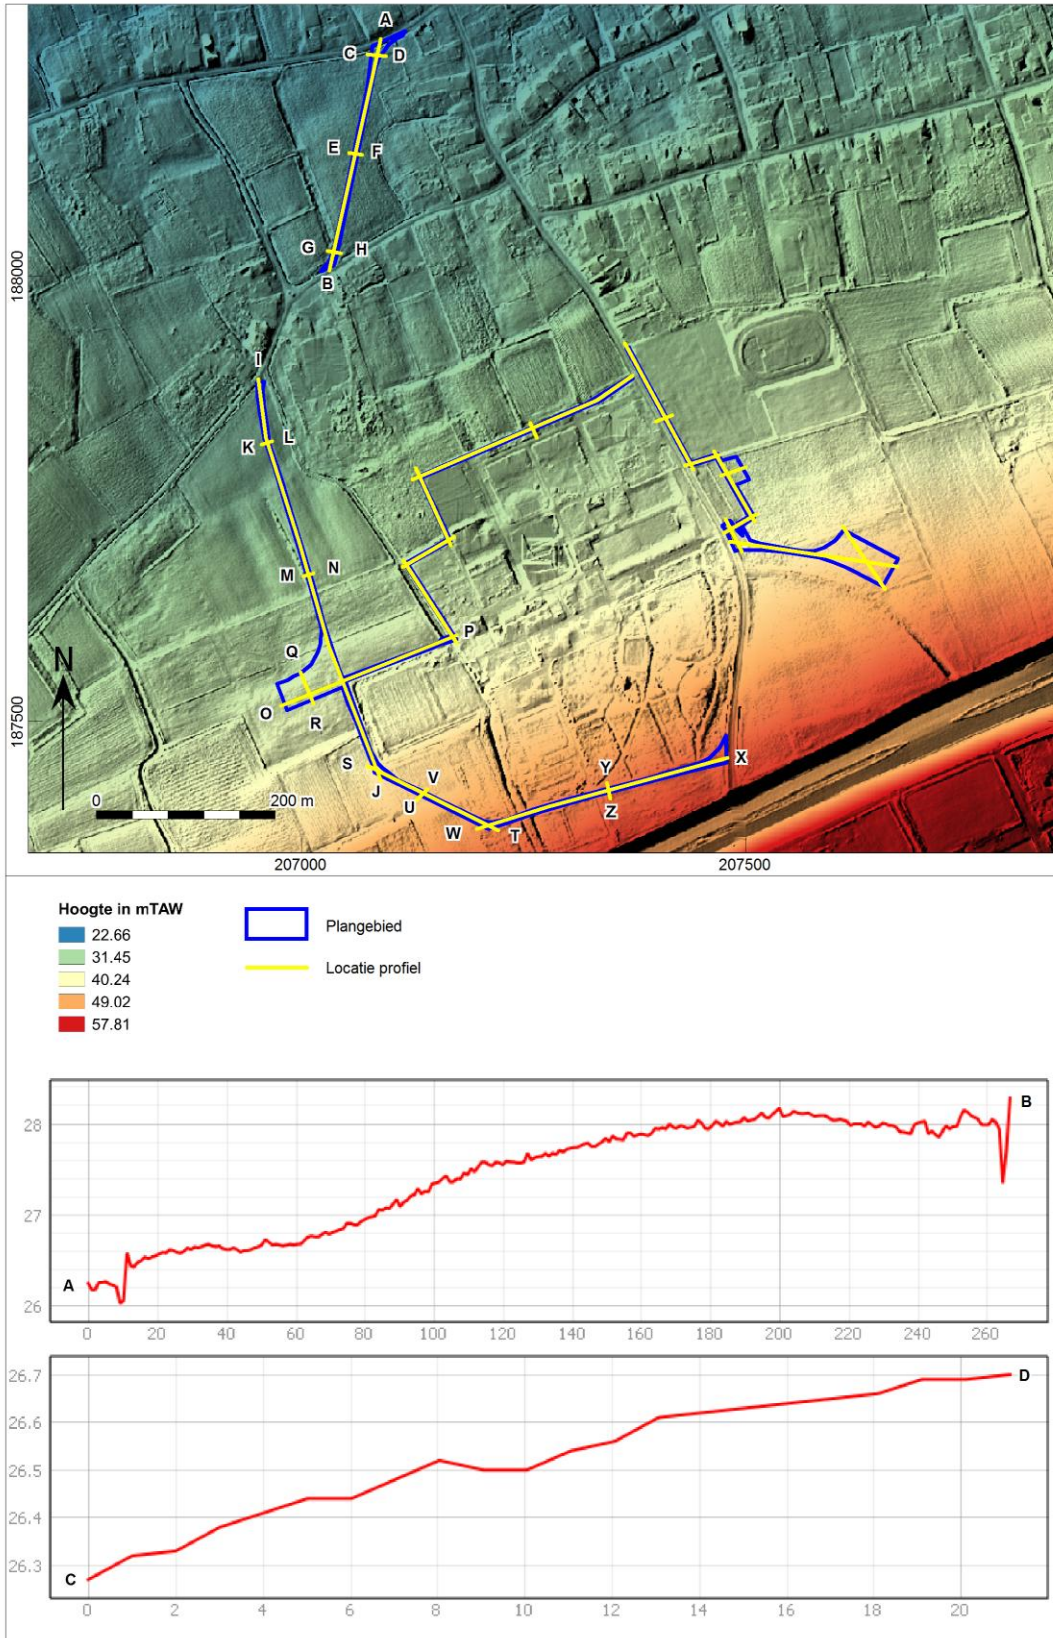 A
C D
E F
G H
B
188000
I
K L
M N
P
Q
O R
187500
N
S
J
V
U
W T
Y
Z
X
0 200 m
207000 207500
Hoogte in mTAW
22.66
31.45
40.24
49.02
57.81
Plangebied
Locatie profiel
28
27
26
A
B
0 20 40 60 80 100 120 140 160 180 200 220 240 260
26.7
26.6
26.5
26.4
26.3
C
D
0 2 4 6 8 10 12 14 16 18 20